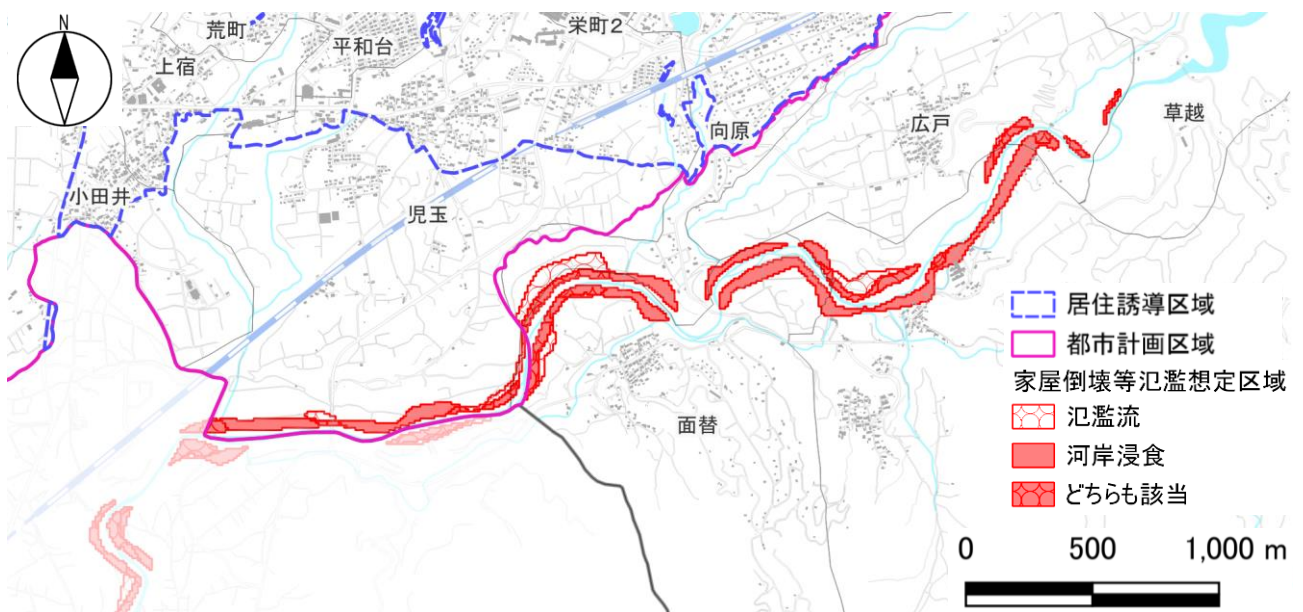 N
荒町
上宿
平和台
栄町2
向原
広戸
草越
小田井
児玉
面替
居住誘導区域
都市計画区域
家屋倒壊等氾濫想定区域
氾濫流
河岸浸食
どちらも該当
0 500 1,000 m